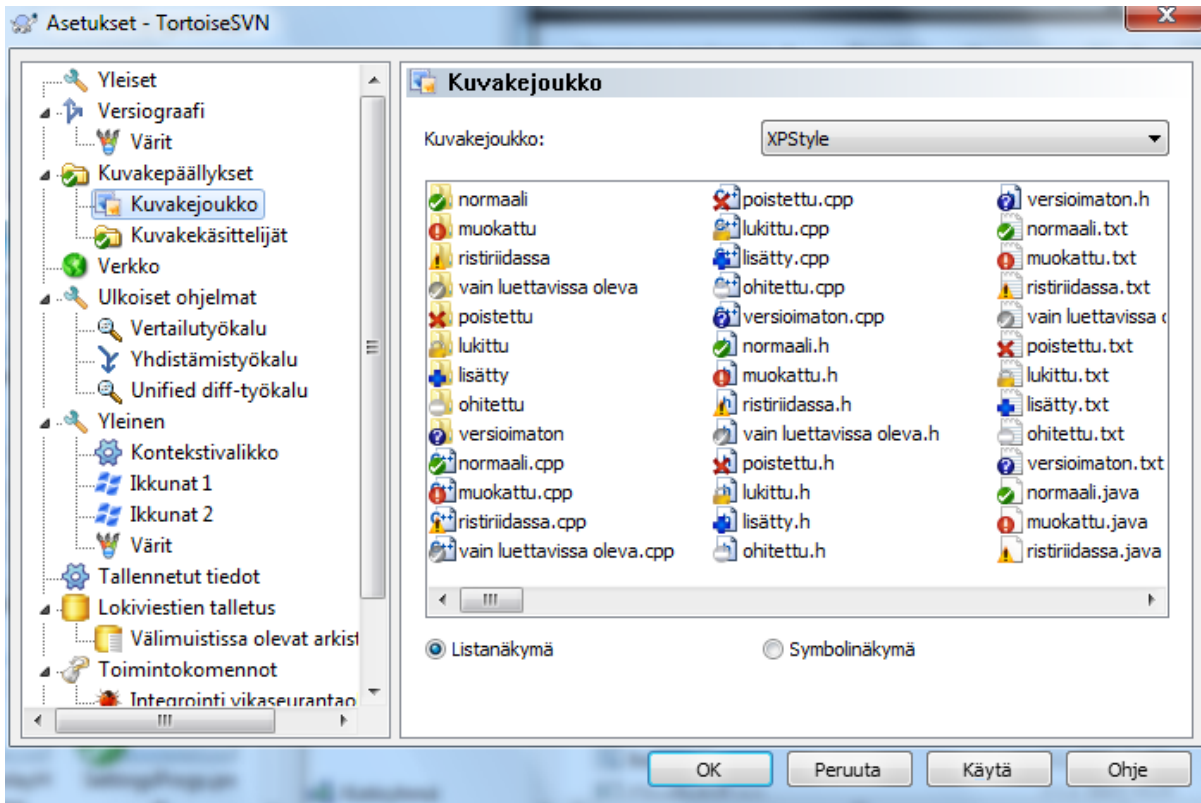 Asetukset - TortoiseSVN
Yleiset
Versiograafi
Värit
Kuvakepäällykset
Kuvakejoukko
Kuvakekäsittelijät
Verkko
Ulkoiset ohjelmat
Vertailutyökalu
Yhdistämistyökalu
Unified diff-työkalu
Yleinen
Kontekstivalikko
Ikkunat 1
Ikkunat 2
Värit
Tallennetut tiedot
Lokiviestien talletus
Välimuistissa olevat arkist
Toimintokomennot
Integrointi vikaseurantao
Kuvakejoukko
Kuvakejoukko:
XPStyle
normaali
muokattu
ristiriidassa
vain luettavissa oleva
poistettu
lukittu
lisätty
ohitettu
versioimaton
normaali.cpp
muokattu.cpp
ristiriidassa.cpp
vain luettavissa oleva.cpp
poistettu.cpp
lukittu.cpp
lisätty.cpp
ohitettu.cpp
versioimaton.cpp
normaali.h
muokattu.h
ristiriidassa.h
vain luettavissa oleva.h
poistettu.h
lukittu.h
lisätty.h
ohitettu.h
versioimaton.h
normaali.txt
muokattu.txt
ristiriidassa.txt
vain luettavissa
poistettu.txt
lukittu.txt
lisätty.txt
ohitettu.txt
versioimaton.txt
normaali.java
muokattu.java
ristiriidassa.java
Listanäkymä
Symbolinäkymä
OK
Peruuta
Käytä
Ohje